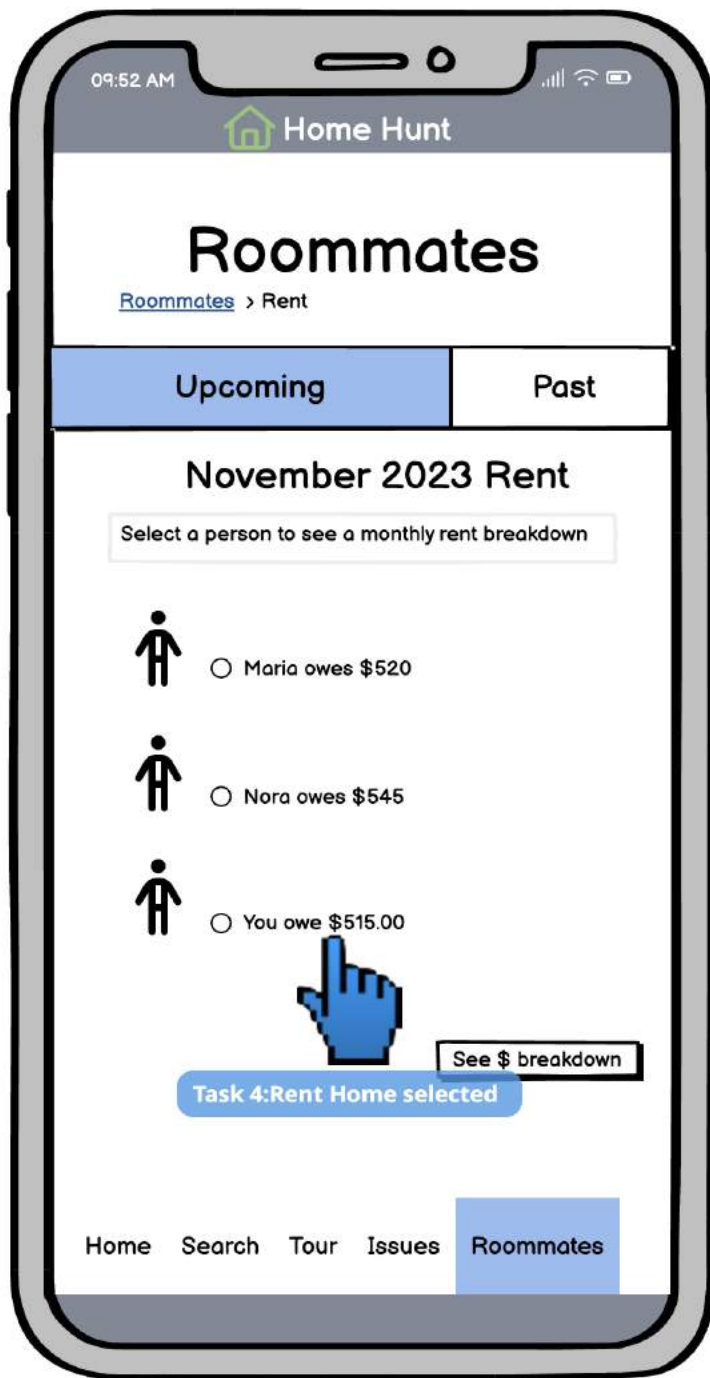 09:52 AM
Home Hunt
Roommates
Roommates > Rent
Upcoming Past
November 2023 Rent
Select a person to see a monthly rent breakdown
Maria owes $520
Nora owes $545
You owe $515.00
See $ breakdown
Task 4:Rent Home selected
Home Search Tour Issues Roommates